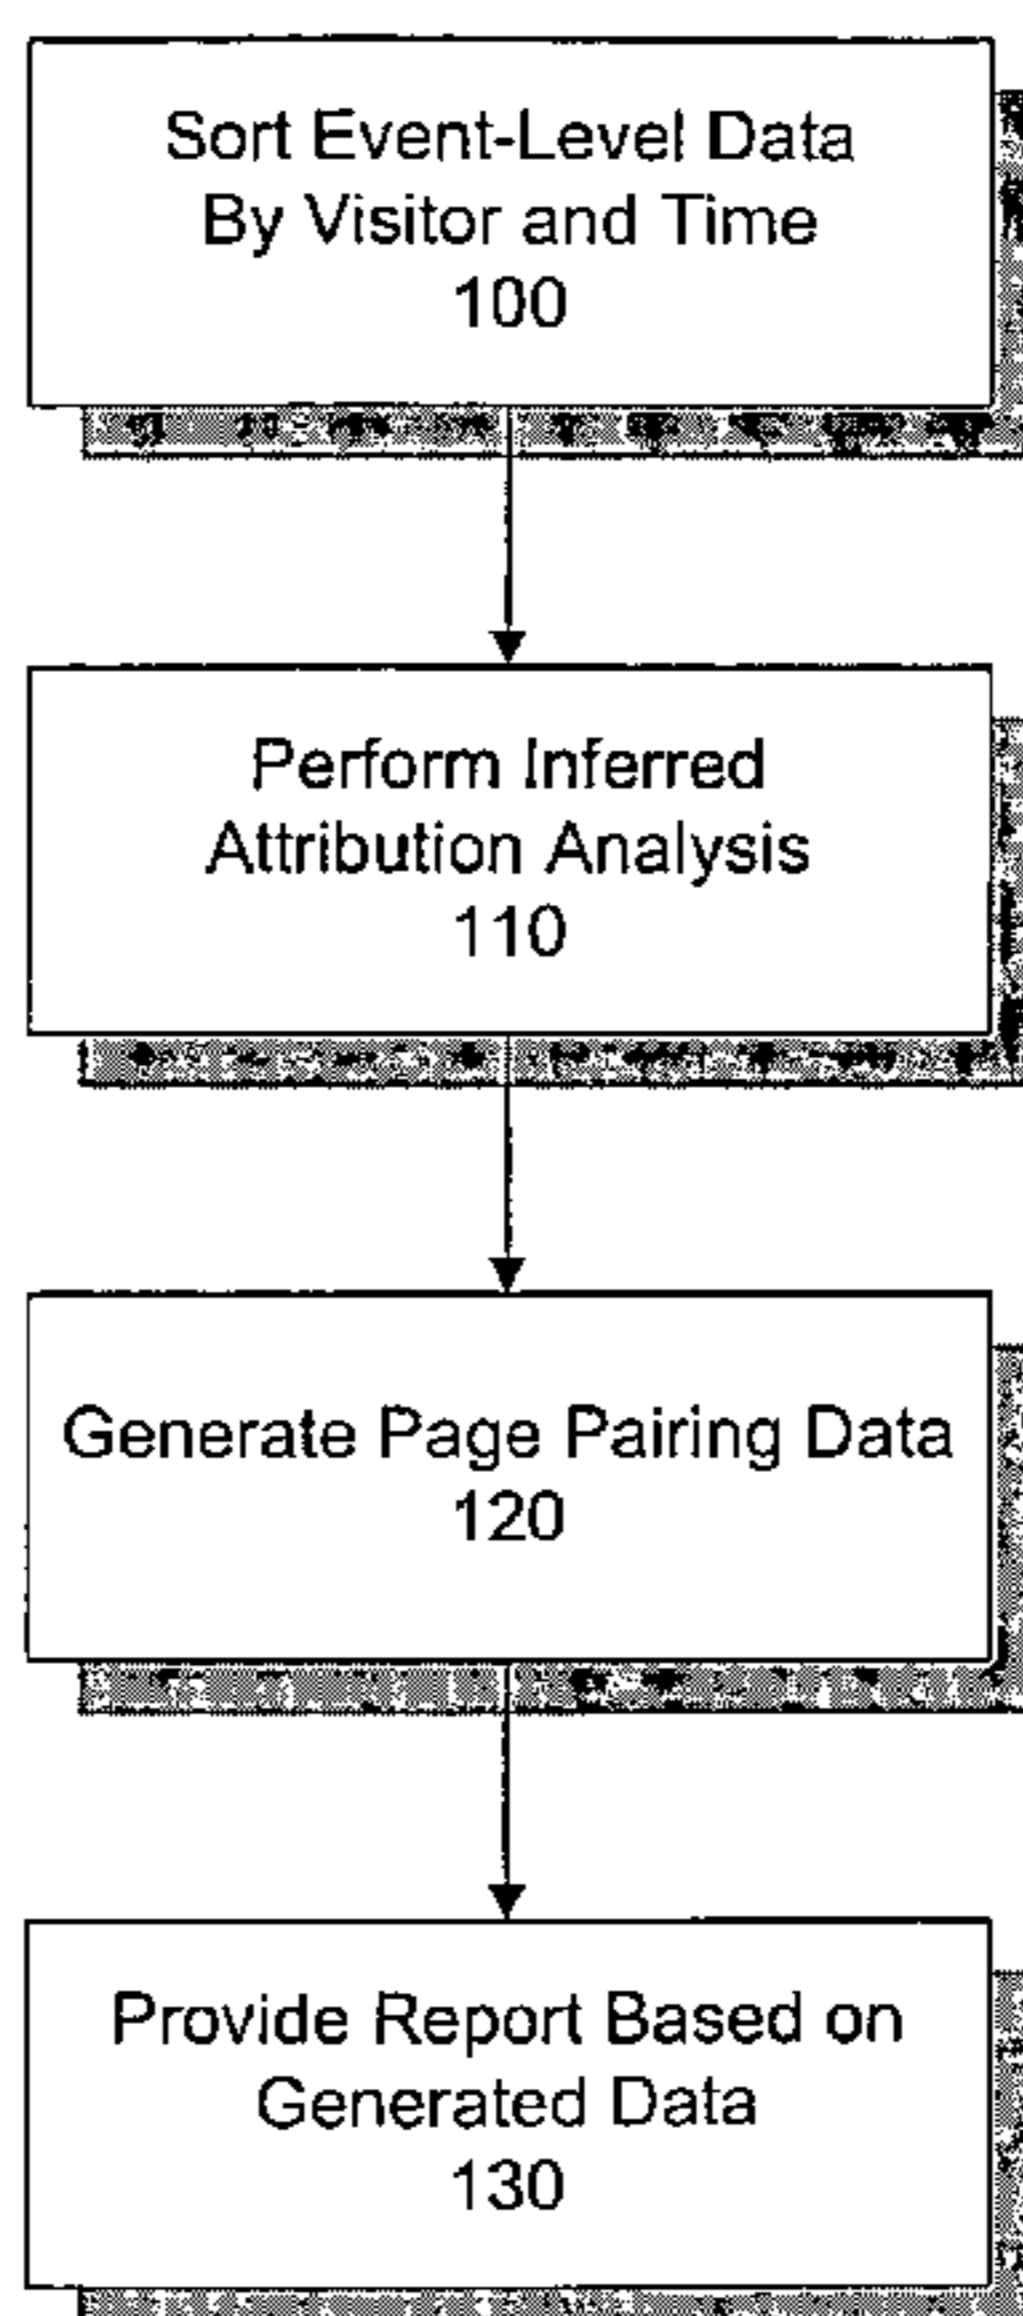 Sort Event-Level Data
By Visitor and Time
100
Perform Inferred
Attribution Analysis
110
Generate Page Pairing Data
120
Provide Report Based on
Generated Data
130